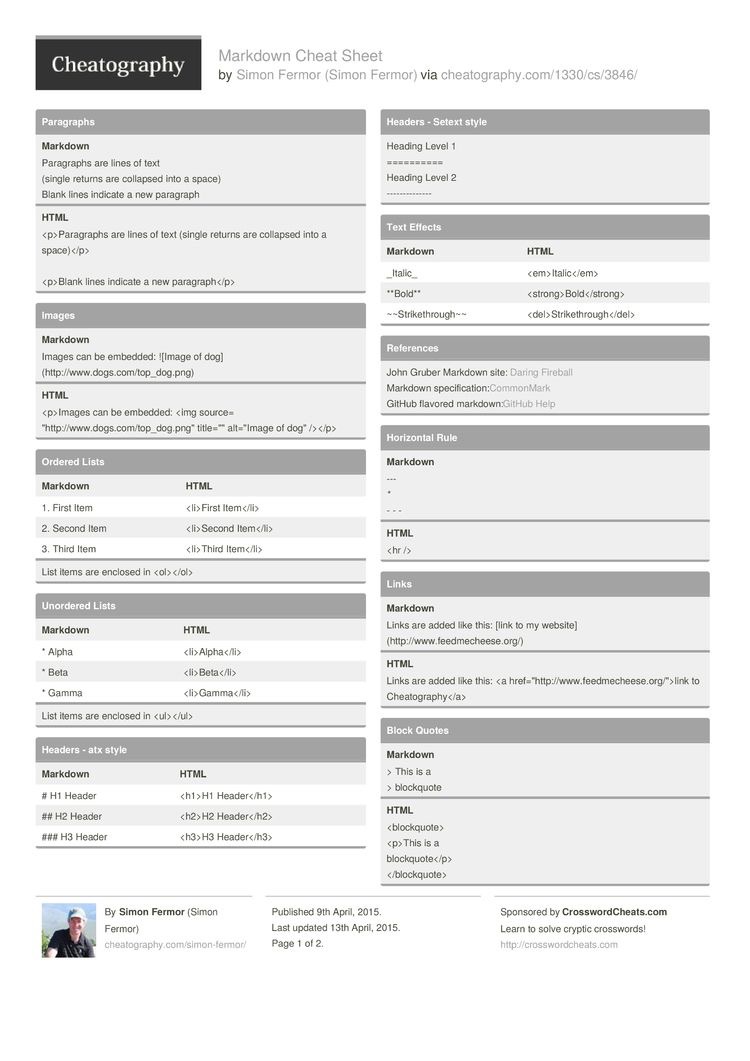 Cheatography
Markdown Cheat Sheet
by Simon Fermor (Simon Fermor) via cheatography.com/1330/cs/3846/
Paragraphs
Markdown
Paragraphs are lines of text
(single returns are collapsed into a space)
Blank lines indicate a new paragraph
HTML
<p>Paragraphs are lines of text (single returns are collapsed into a
space)</p>
<p>Blank lines indicate a new paragraph</p>
Images
Markdown
Images can be embedded: ![Image of dog]
(http://www.dogs.com/top_dog.png)
HTML
<p>Images can be embedded: <img source=
"http://www.dogs.com/top_dog.png" title="" alt="Image of dog" /></p>
Ordered Lists
Markdown HTML
1. First Item <li>First Item</li>
2. Second Item <li>Second Item</li>
3. Third Item <li>Third Item</li>
List items are enclosed in <ol></ol>
Unordered Lists
Markdown HTML
* Alpha <li>Alpha</li>
* Beta <li>Beta</li>
* Gamma <li>Gamma</li>
List items are enclosed in <ul></ul>
Headers - atx style
Markdown HTML
# H1 Header <h1>H1 Header</h1>
## H2 Header <h2>H2 Header</h2>
### H3 Header <h3>H3 Header</h3>
Headers - Setext style
Heading Level 1
==========
Heading Level 2
--------------
Text Effects
Markdown HTML
_Italic_ <em>Italic</em>
**Bold** <strong>Bold</strong>
~~Strikethrough~~ <del>Strikethrough</del>
References
John Gruber Markdown site: Daring Fireball
Markdown specification:CommonMark
GitHub flavored markdown:GitHub Help
Horizontal Rule
Markdown
---
*
- - -
HTML
<hr />
Links
Markdown
Links are added like this: [link to my website]
(http://www.feedmecheese.org/)
HTML
Links are added like this: <a href="http://www.feedmecheese.org/">link to
Cheatography</a>
Block Quotes
Markdown
> This is a
> blockquote
HTML
<blockquote>
<p>This is a
blockquote</p>
</blockquote>
By Simon Fermor (Simon
Fermor)
cheatography.com/simon-fermor/
Published 9th April, 2015.
Last updated 13th April, 2015.
Page 1 of 2.
Sponsored by CrosswordCheats.com
Learn to solve cryptic crosswords!
http://crosswordcheats.com